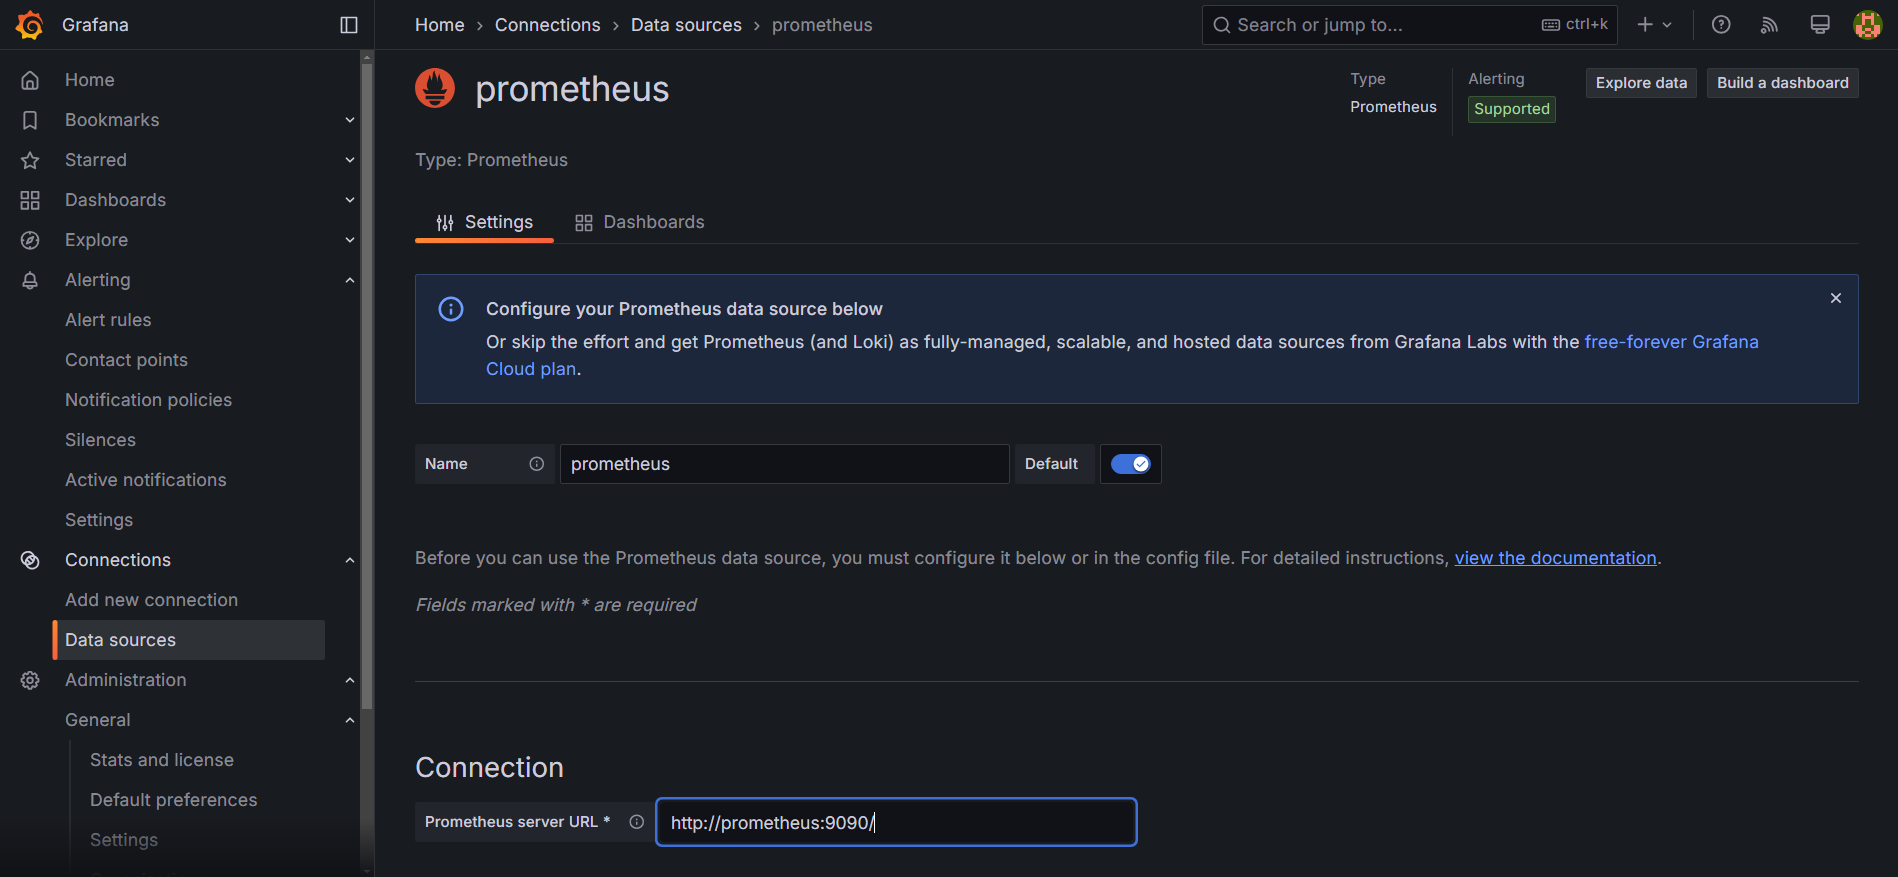 Grafana
Home › Connections › Data sources › prometheus
Search or jump to...
ctrl+k
Home
Bookmarks
Starred
Dashboards
Explore
Alerting
Alert rules
Contact points
Notification policies
Silences
Active notifications
Settings
Connections
Add new connection
Data sources
Administration
General
Stats and license
Default preferences
Settings
prometheus
Type
Prometheus
Alerting
Supported
Explore data
Build a dashboard
Type: Prometheus
Settings
Dashboards
Configure your Prometheus data source below
Or skip the effort and get Prometheus (and Loki) as fully-managed, scalable, and hosted data sources from Grafana Labs with the free-forever Grafana
Cloud plan.
Name
prometheus
Default
Before you can use the Prometheus data source, you must configure it below or in the config file. For detailed instructions, view the documentation.
Fields marked with * are required
Connection
Prometheus server URL *
http://prometheus:9090/